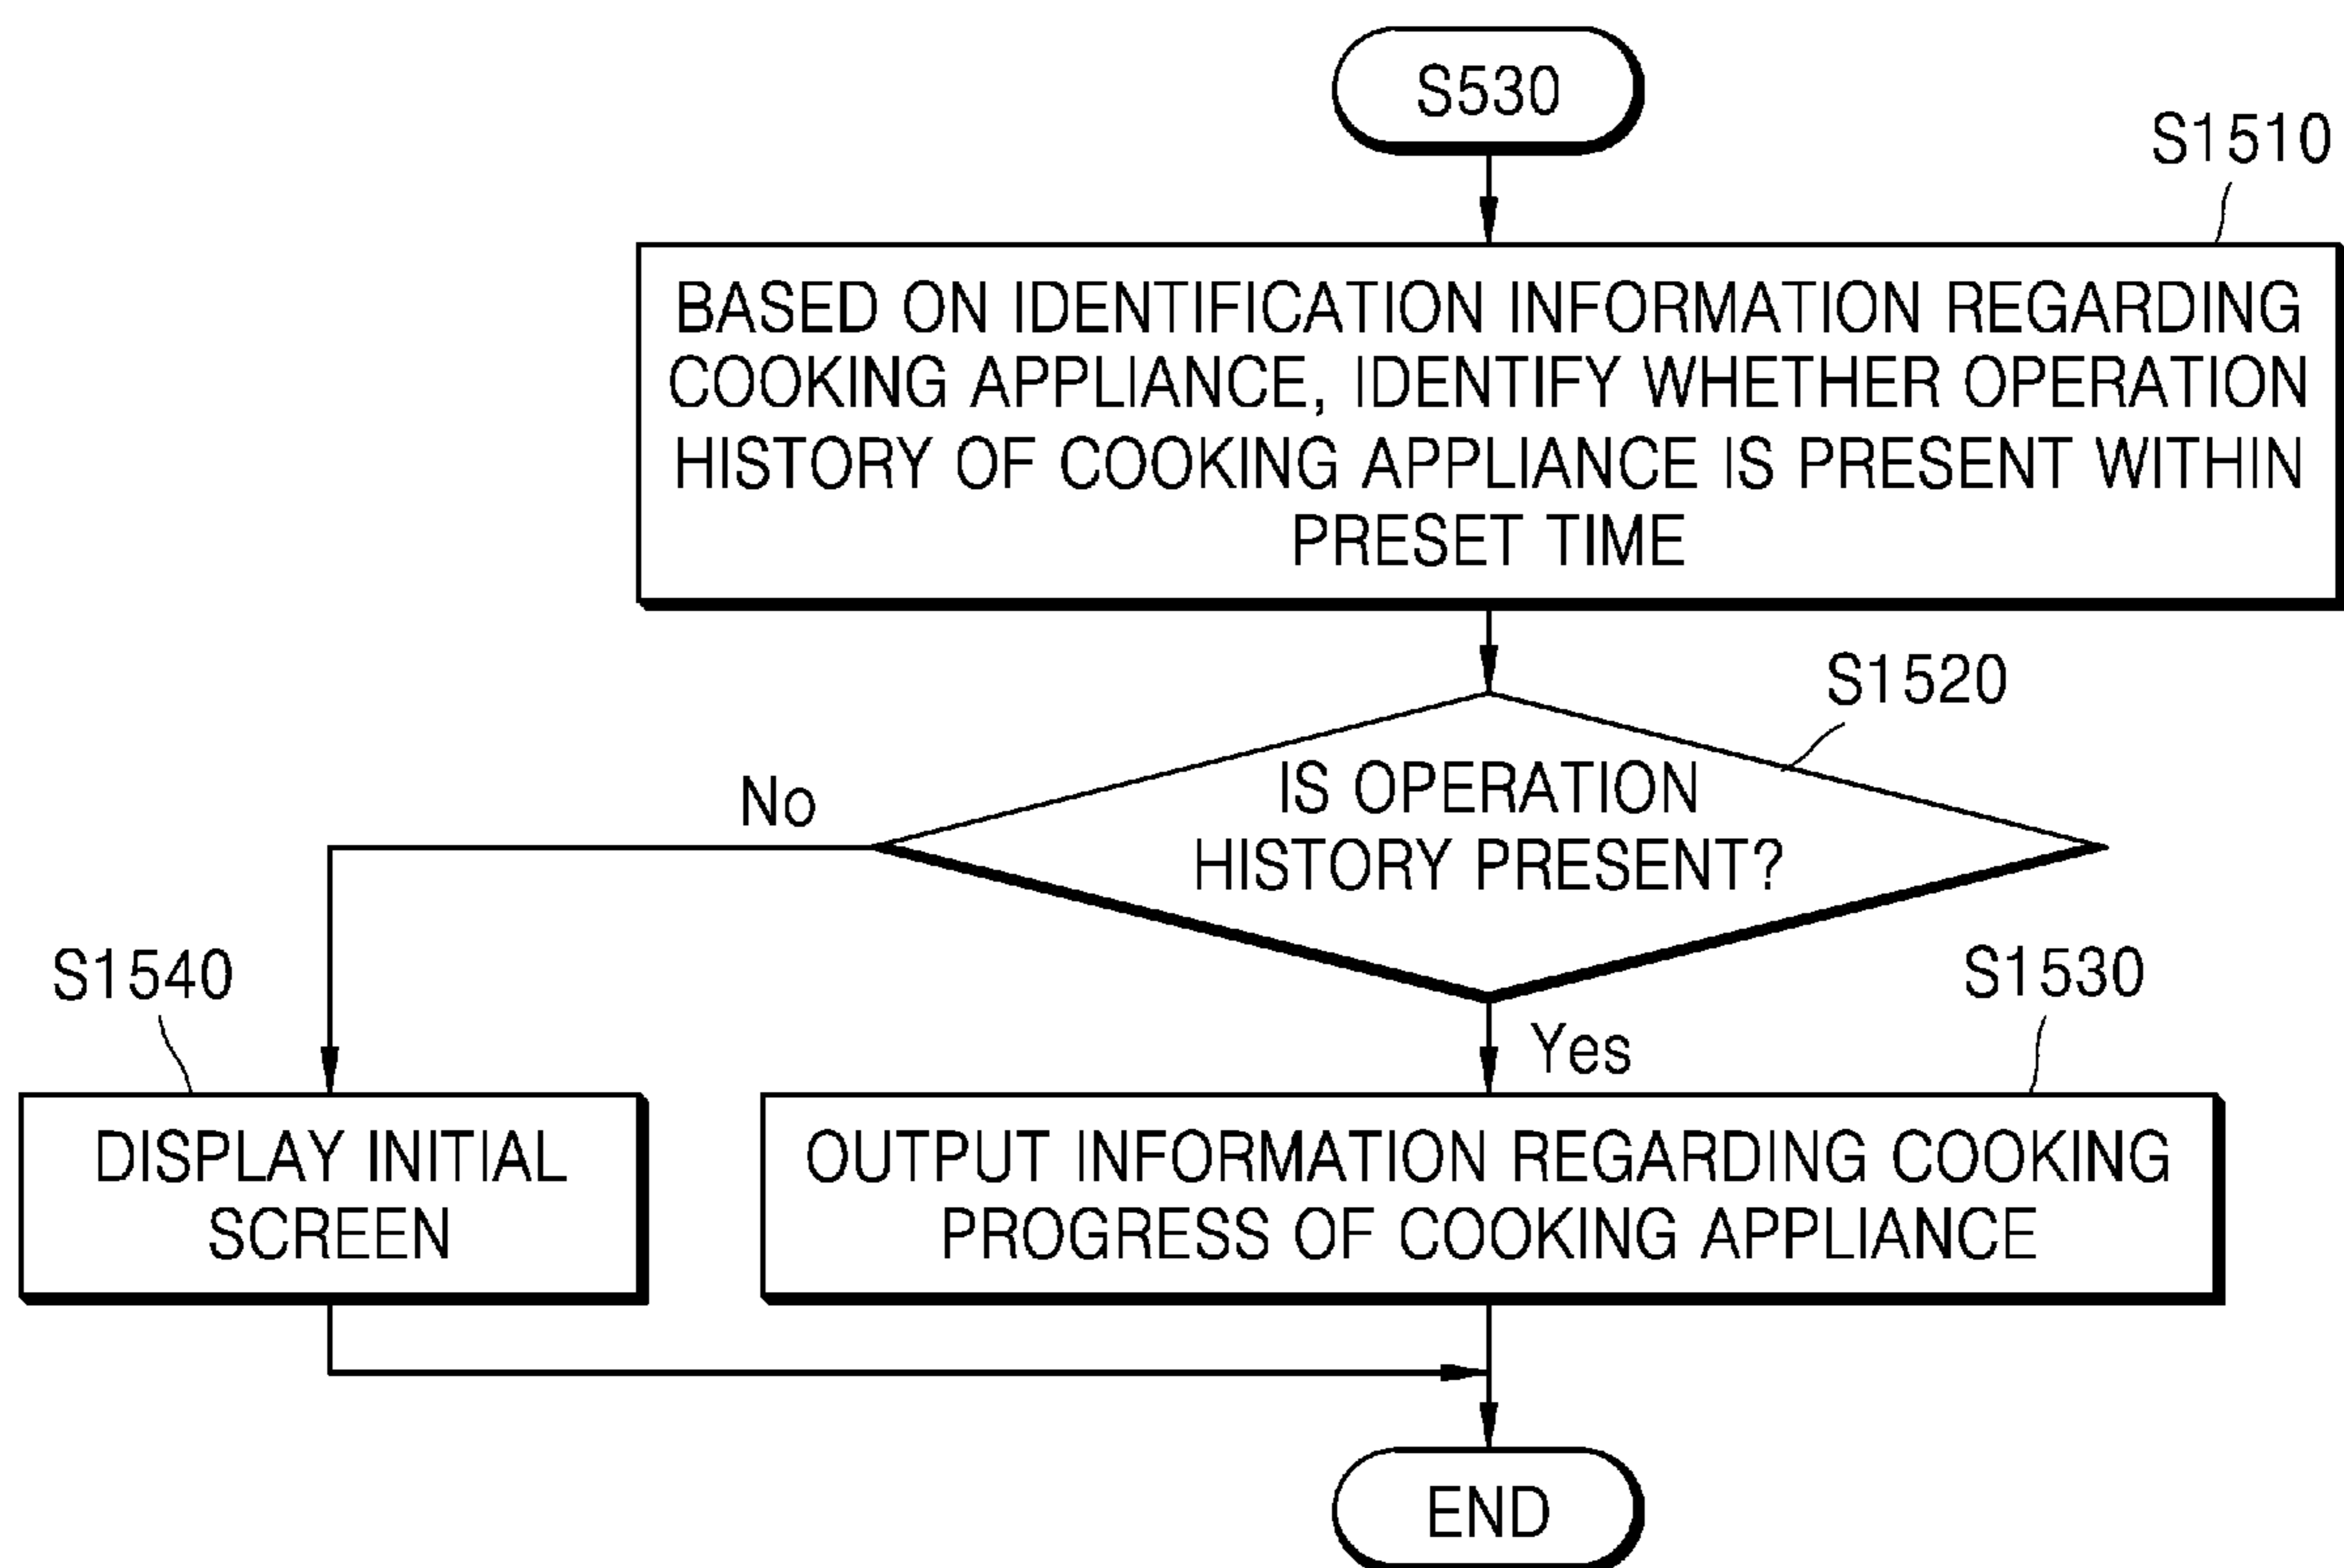 S530
S1510
BASED ON IDENTIFICATION INFORMATION REGARDING
COOKING APPLIANCE, IDENTIFY WHETHER OPERATION
HISTORY OF COOKING APPLIANCE IS PRESENT WITHIN
PRESET TIME
S1520
IS OPERATION
HISTORY PRESENT?
No
Yes
S1540
DISPLAY INITIAL
SCREEN
S1530
OUTPUT INFORMATION REGARDING COOKING
PROGRESS OF COOKING APPLIANCE
END